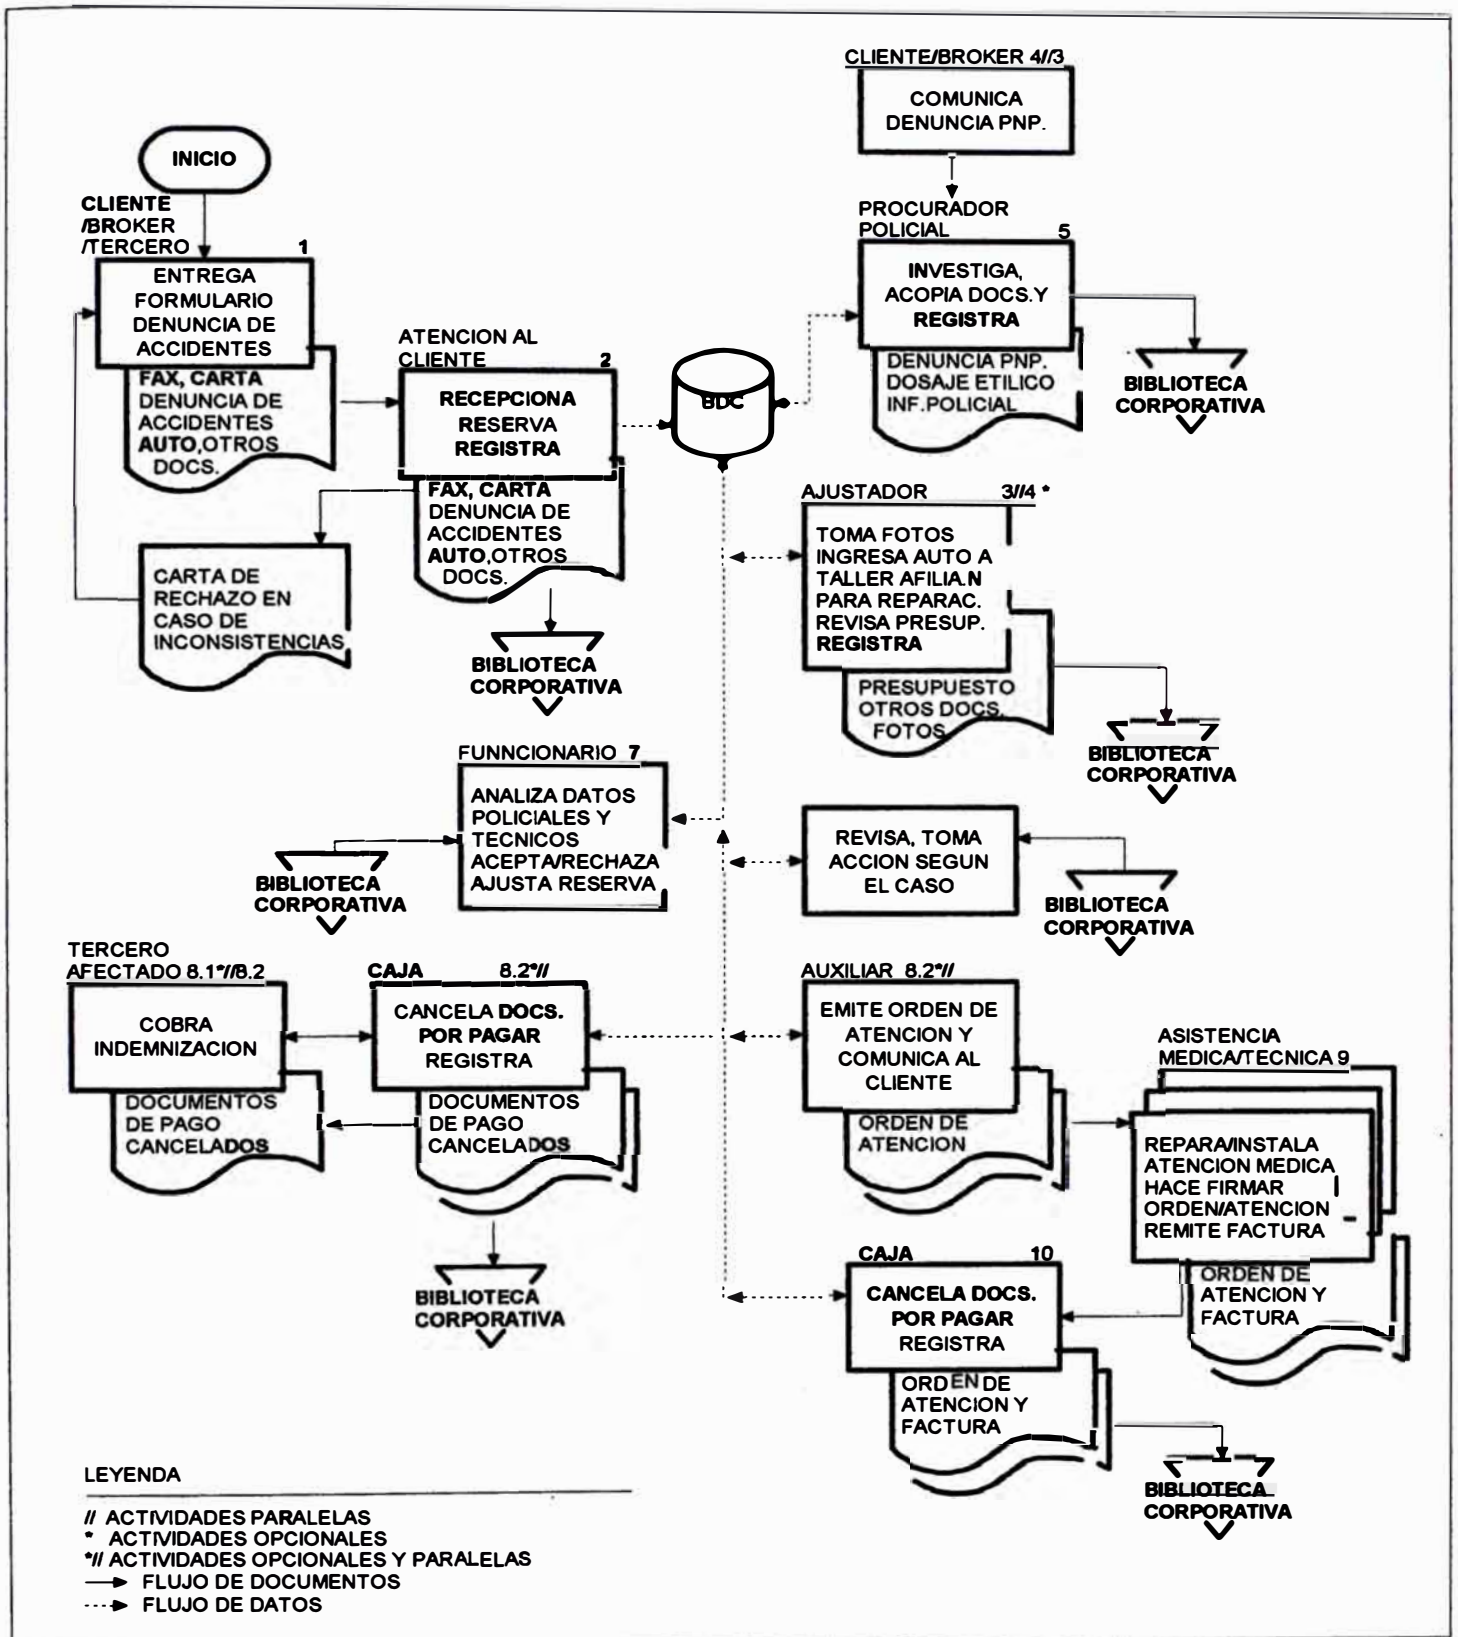 CLIENTE/BROKER 4//3
COMUNICA
DENUNCIA PNP.
INICIO
CLIENTE
/BROKER
/TERCERO 1
ENTREGA
FORMULARIO
DENUNCIA DE
ACCIDENTES
FAX, CARTA
DENUNCIA DE
ACCIDENTES
AUTO,OTROS
DOCS.
ATENCION AL
CLIENTE 2
RECEPCIONA
RESERVA
REGISTRA
FAX, CARTA
DENUNCIA DE
ACCIDENTES
AUTO,OTROS
DOCS.
CARTA DE
RECHAZO EN
CASO DE
INCONSISTENCIAS
BIBLIOTECA
CORPORATIVA
BDC
PROCURADOR
POLICIAL 5
INVESTIGA,
ACOPIA DOCS.Y
REGISTRA
DENUNCIA PNP.
DOSAJE ETILICO
INF.POLICIAL
BIBLIOTECA
CORPORATIVA
AJUSTADOR 3//4 *
TOMA FOTOS
INGRESA AUTO A
TALLER AFILIA.N
PARA REPARAC.
REVISA PRESUP.
REGISTRA
PRESUPUESTO
OTROS DOCS.
FOTOS
BIBLIOTECA
CORPORATIVA
FUNNCIONARIO 7
ANALIZA DATOS
POLICIALES Y
TECNICOS
ACEPTA/RECHAZA
AJUSTA RESERVA
BIBLIOTECA
CORPORATIVA
REVISA, TOMA
ACCION SEGUN
EL CASO
BIBLIOTECA
CORPORATIVA
TERCERO
AFECTADO 8.1*//8.2
COBRA
INDEMNIZACION
DOCUMENTOS
DE PAGO
CANCELADOS
CAJA 8.2*//
CANCELA DOCS.
POR PAGAR
REGISTRA
DOCUMENTOS
DE PAGO
CANCELADOS
BIBLIOTECA
CORPORATIVA
AUXILIAR 8.2*//
EMITE ORDEN DE
ATENCION Y
COMUNICA AL
CLIENTE
ORDEN DE
ATENCION
ASISTENCIA
MEDICA/TECNICA 9
REPARA/INSTALA
ATENCION MEDICA
HACE FIRMAR
ORDEN/ATENCION
REMITE FACTURA
ORDEN DE
ATENCION Y
FACTURA
CAJA 10
CANCELA DOCS.
POR PAGAR
REGISTRA
ORDEN DE
ATENCION Y
FACTURA
BIBLIOTECA
CORPORATIVA
LEYENDA
// ACTIVIDADES PARALELAS
* ACTIVIDADES OPCIONALES
*// ACTIVIDADES OPCIONALES Y PARALELAS
FLUJO DE DOCUMENTOS
FLUJO DE DATOS